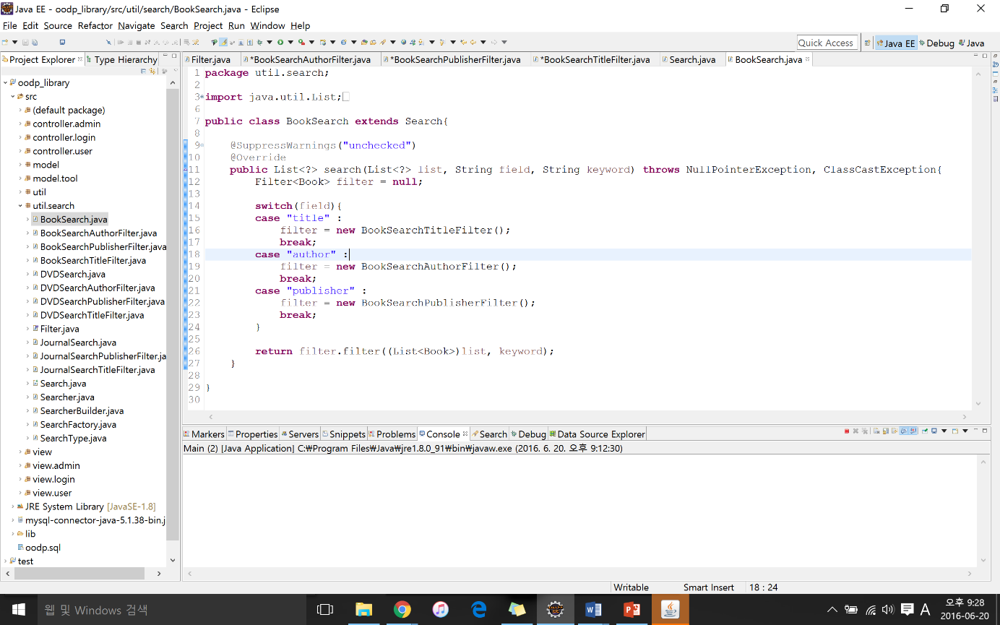 Java EE - oodp_library/src/util/search/BookSearch.java - Eclipse
File Edit Source Refactor Navigate Search Project Run Window Help
Quick Access
Java EE
Debug
Java
Project Explorer
Type Hierarchy
Filter.java
*BookSearchAuthorFilter.java
*BookSearchPublisherFilter.java
*BookSearchTitleFilter.java
Search.java
BookSearch.java
oodp_library
src
(default package)
controller.admin
controller.login
controller.user
model
model.tool
util
util.search
BookSearch.java
BookSearchAuthorFilter.java
BookSearchPublisherFilter.java
BookSearchTitleFilter.java
DVDSearch.java
DVDSearchAuthorFilter.java
DVDSearchPublisherFilter.java
DVDSearchTitleFilter.java
Filter.java
JournalSearch.java
JournalSearchPublisherFilter.ja
JournalSearchTitleFilter.java
Search.java
Searcher.java
SearcherBuilder.java
SearchFactory.java
SearchType.java
view
view.admin
view.login
view.user
JRE System Library [JavaSE-1.8]
mysql-connector-java-5.1.38-bin.j
lib
oodp.sql
test
1 package util.search;
2
3 import java.util.List;
6
7 public class BookSearch extends Search{
8
9 @SuppressWarnings("unchecked")
10 @Override
11 public List<?> search(List<?> list, String field, String keyword) throws NullPointerException, ClassCastException{
12 Filter<Book> filter = null;
13
14 switch(field){
15 case "title" :
16 filter = new BookSearchTitleFilter();
17 break;
18 case "author" :
19 filter = new BookSearchAuthorFilter();
20 break;
21 case "publisher" :
22 filter = new BookSearchPublisherFilter();
23 break;
24 }
25
26 return filter.filter((List<Book>)list, keyword);
27 }
28
29 }
30
Markers Properties Servers Snippets Problems Console Search Debug Data Source Explorer
Main (2) [Java Application] C:₩Program Files₩Java₩jre1.8.0_91₩bin₩javaw.exe (2016. 6. 20. 오후 9:12:30)
Writable Smart Insert 18 : 24
웹 및 Windows 검색
A
오후 9:28
2016-06-20